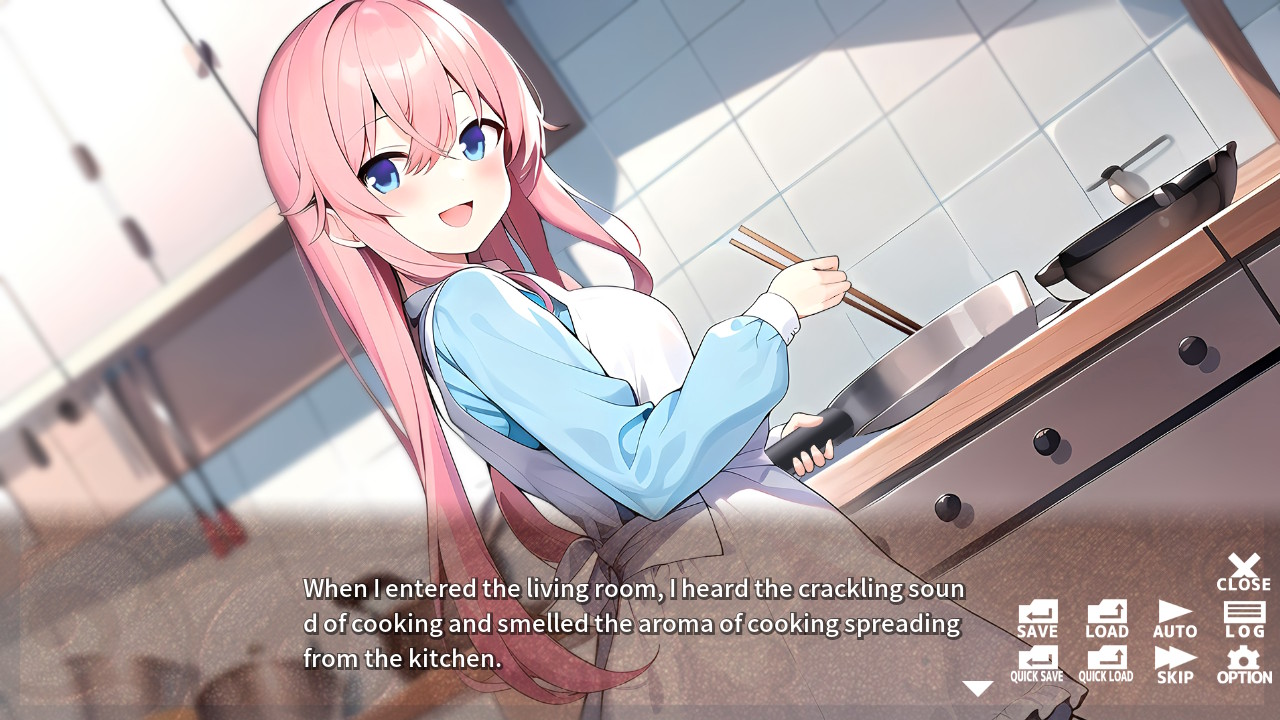 When I entered the living room, I heard the crackling soun
d of cooking and smelled the aroma of cooking spreading
from the kitchen.
CLOSE
SAVE LOAD AUTO LOG
QUICK SAVE QUICK LOAD SKIP OPTION